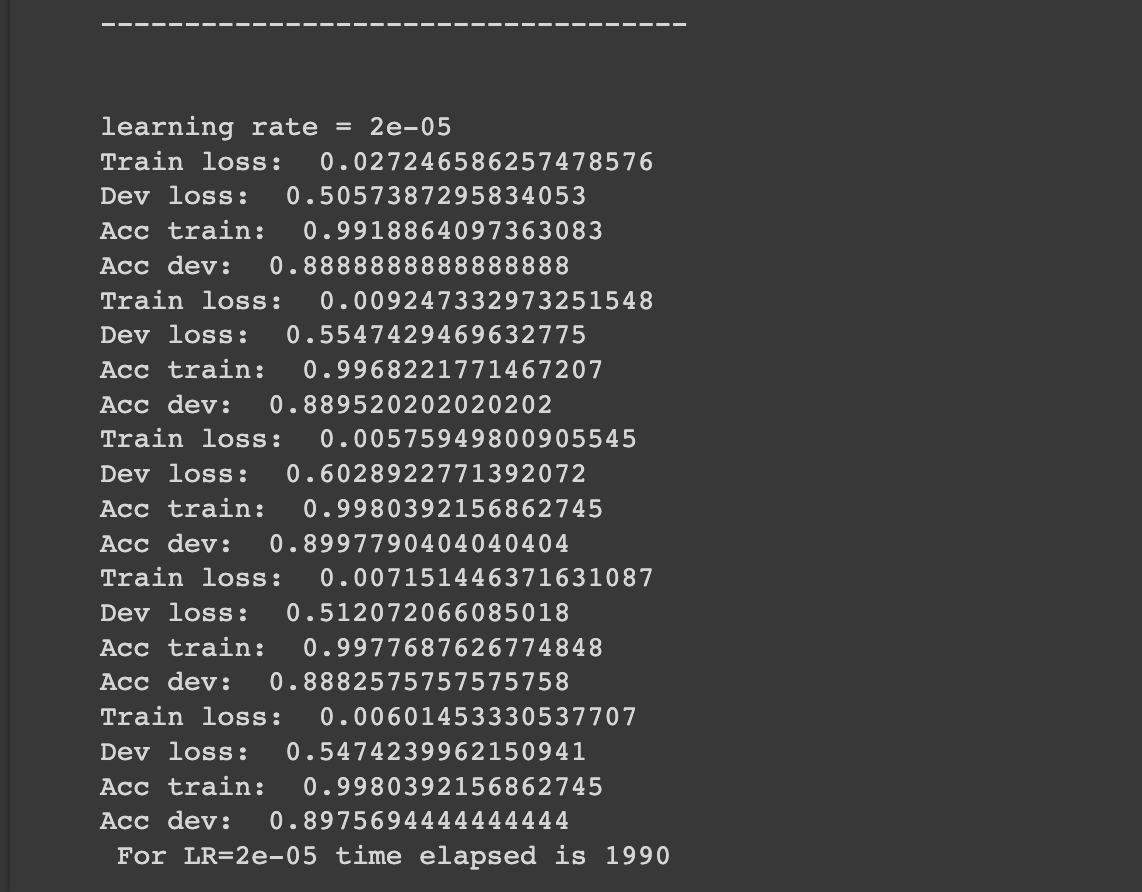 -----------------------------------
learning rate = 2e-05
Train loss:  0.027246586257478576
Dev loss:  0.5057387295834053
Acc train:  0.9918864097363083
Acc dev:  0.8888888888888888
Train loss:  0.009247332973251548
Dev loss:  0.5547429469632775
Acc train:  0.9968221771467207
Acc dev:  0.889520202020202
Train loss:  0.00575949800905545
Dev loss:  0.6028922771392072
Acc train:  0.9980392156862745
Acc dev:  0.8997790404040404
Train loss:  0.007151446371631087
Dev loss:  0.512072066085018
Acc train:  0.9977687626774848
Acc dev:  0.8882575757575758
Train loss:  0.00601453330537707
Dev loss:  0.5474239962150941
Acc train:  0.9980392156862745
Acc dev:  0.8975694444444444
 For LR=2e-05 time elapsed is 1990